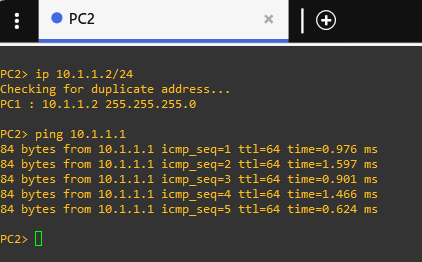 PC2
PC2> ip 10.1.1.2/24
Checking for duplicate address...
PC1 : 10.1.1.2 255.255.255.0
PC2> ping 10.1.1.1
84 bytes from 10.1.1.1 icmp_seq=1 ttl=64 time=0.976 ms
84 bytes from 10.1.1.1 icmp_seq=2 ttl=64 time=1.597 ms
84 bytes from 10.1.1.1 icmp_seq=3 ttl=64 time=0.901 ms
84 bytes from 10.1.1.1 icmp_seq=4 ttl=64 time=1.466 ms
84 bytes from 10.1.1.1 icmp_seq=5 ttl=64 time=0.624 ms
PC2>